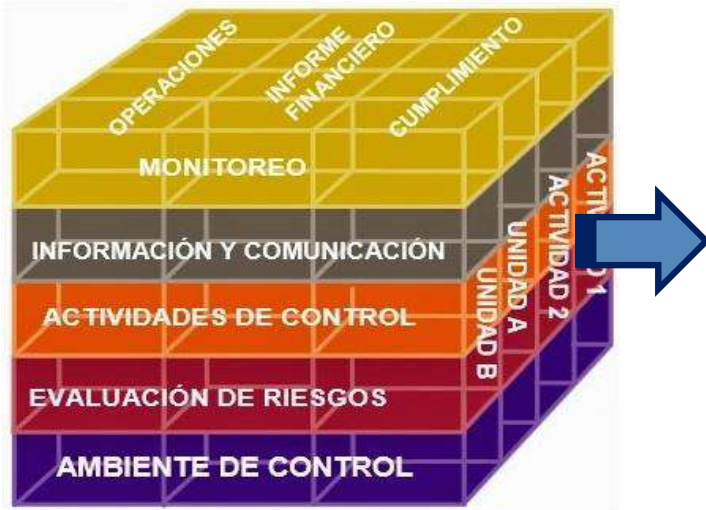 OPERACIONES
INFORME
FINANCIERO
CUMPLIMIENTO
MONITOREO
INFORMACIÓN Y COMUNICACIÓN
ACTIVIDADES DE CONTROL
EVALUACIÓN DE RIESGOS
AMBIENTE DE CONTROL
UNIDAD B
UNIDAD A
ACTIVIDAD 2
1